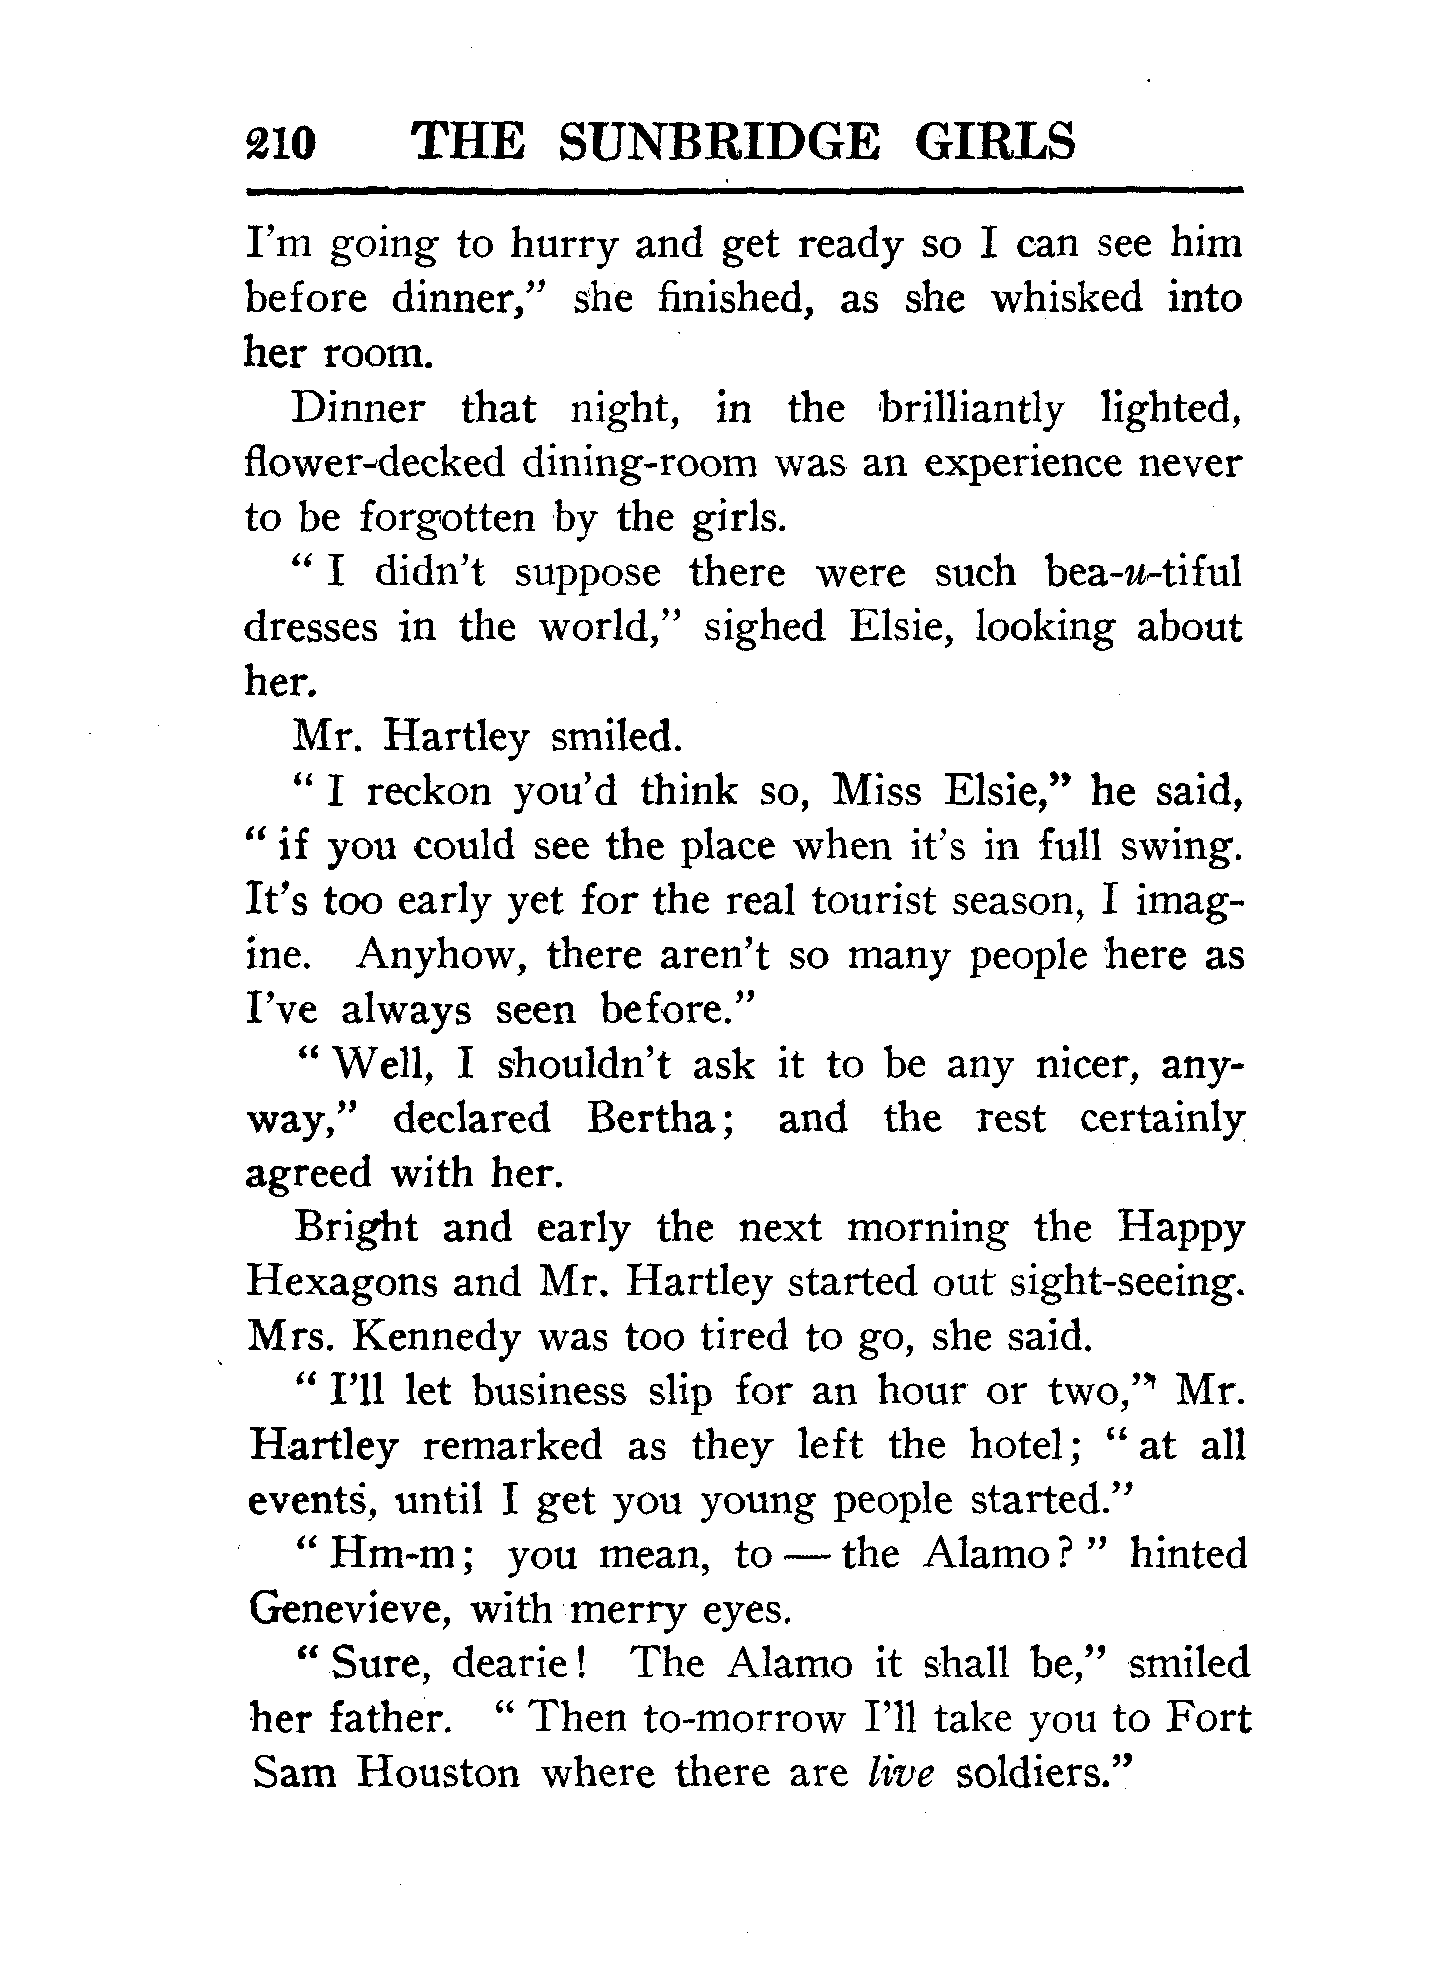 210 THE SUNBRIDGE GIRLS
I'm going to hurry and get ready so I can see him
before dinner," she finished, as she whisked into
her room.
Dinner that night, in the brilliantly lighted,
flower-decked dining-room was an experience never
to be forgotten by the girls.
" I didn't suppose there were such bea-u-tiful
dresses in the world," sighed Elsie, looking about
her.
Mr. Hartley smiled.
" I reckon you'd think so, Miss Elsie," he said,
" if you could see the place when it's in full swing.
It's too early yet for the real tourist season, I imag-
ine. Anyhow, there aren't so many people here as
I've always seen before."
" Well, I shouldn't ask it to be any nicer, any-
way," declared Bertha; and the rest certainly
agreed with her.
Bright and early the next morning the Happy
Hexagons and Mr. Hartley started out sight-seeing.
Mrs. Kennedy was too tired to go, she said.
" I'll let business slip for an hour or two," Mr.
Hartley remarked as they left the hotel; " at all
events, until I get you young people started."
" Hm-m; you mean, to — the Alamo? " hinted
Genevieve, with merry eyes.
" Sure, dearie! The Alamo it shall be," smiled
her father. " Then to-morrow I'll take you to Fort
Sam Houston where there are live soldiers."